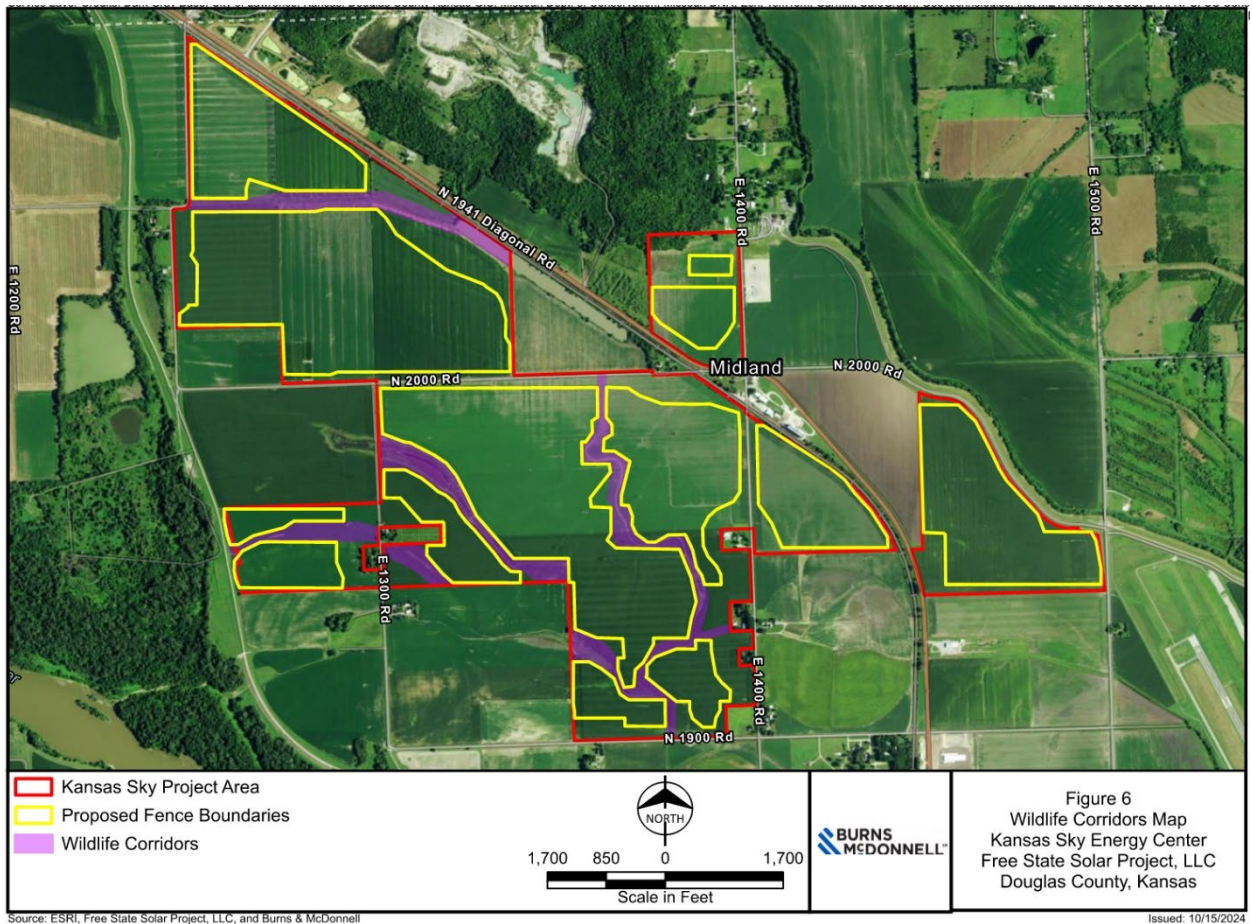 N 1941 Diagonal Rd
E 1400 Rd
E 1500 Rd
E 1200 Rd
Midland
N 2000 Rd
N 2000 Rd
E 1300 Rd
E 1400 Rd
N 1900 Rd
Kansas Sky Project Area
Proposed Fence Boundaries
Wildlife Corridors
NORTH
1,700 850 0 1,700
Scale in Feet
BURNS
MCDONNELL
Figure 6
Wildlife Corridors Map
Kansas Sky Energy Center
Free State Solar Project, LLC
Douglas County, Kansas
Source: ESRI, Free State Solar Project, LLC, and Burns & McDonnell
Issued: 10/15/2024